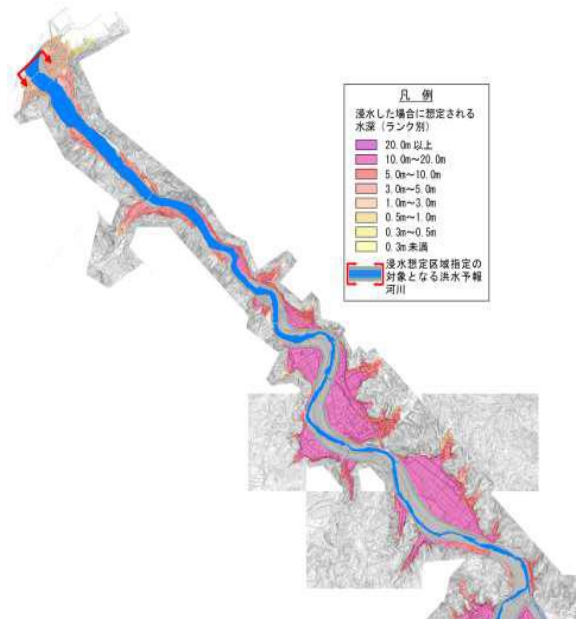 凡 例
浸水した場合に想定される
水深（ランク別）
20.0m 以上
10.0m～20.0m
5.0m～10.0m
3.0m～5.0m
1.0m～3.0m
0.5m～1.0m
0.3m～0.5m
0.3m 未満
浸水想定区域指定の
対象となる洪水予報
河川